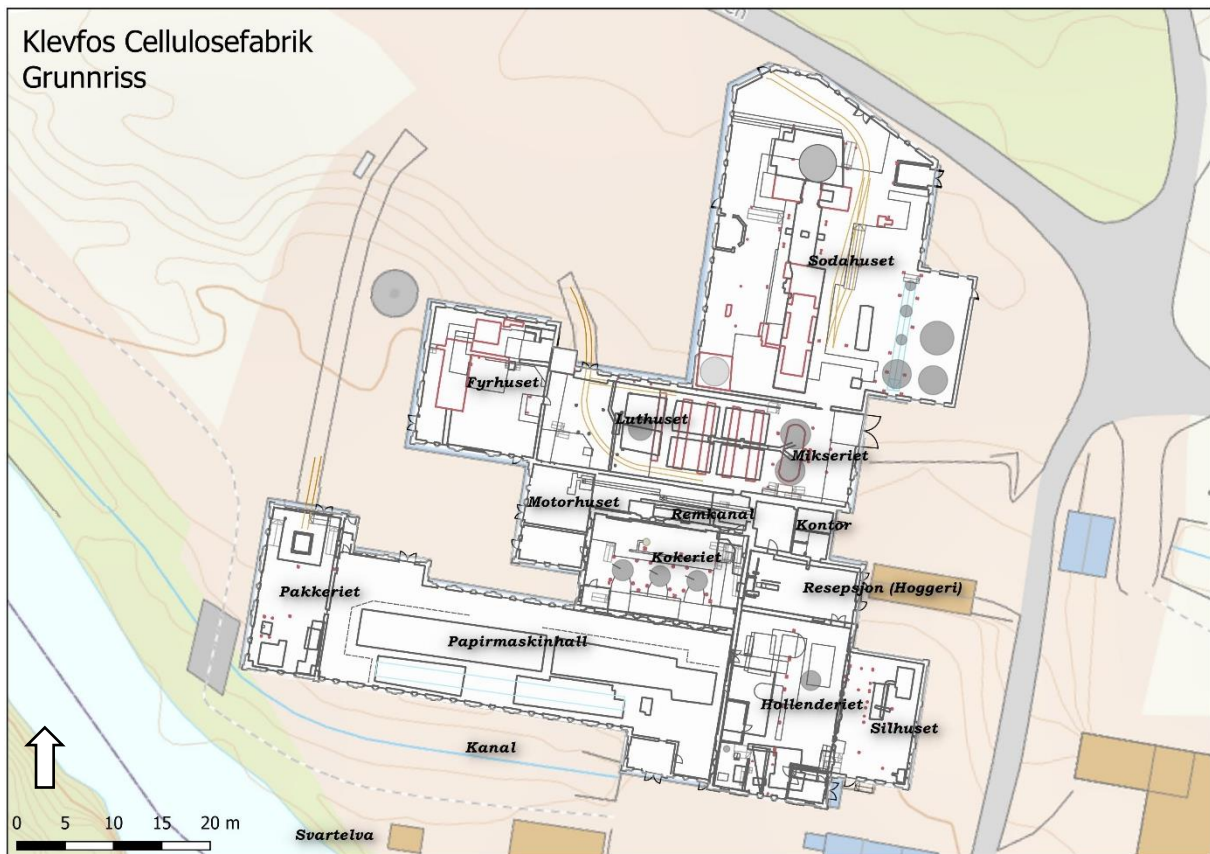 Klevfos Cellulosefabrik
Grunnriss
Sodahuset
Fyrhuset
Luthuset
Mikseriet
Motorhuset
Remkanal
Kontor
Kokeriet
Pakkeriet
Resepsjon (Hoggeri)
Papirmaskinhall
Hollenderiet
Silhuset
Kanal
0 5 10 15 20 m
Svartelva